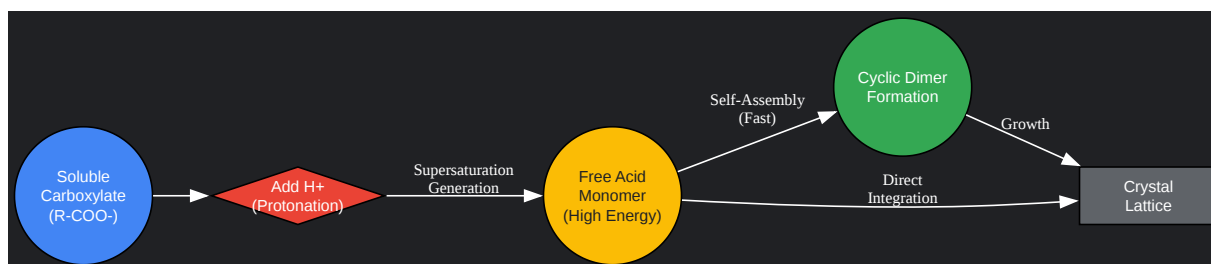 Soluble
Carboxylate
(R-COO-)
Add H+
(Protonation)
Supersaturation
Generation
Free Acid
Monomer
(High Energy)
Self-Assembly
(Fast)
Cyclic Dimer
Formation
Growth
Direct
Integration
Crystal
Lattice